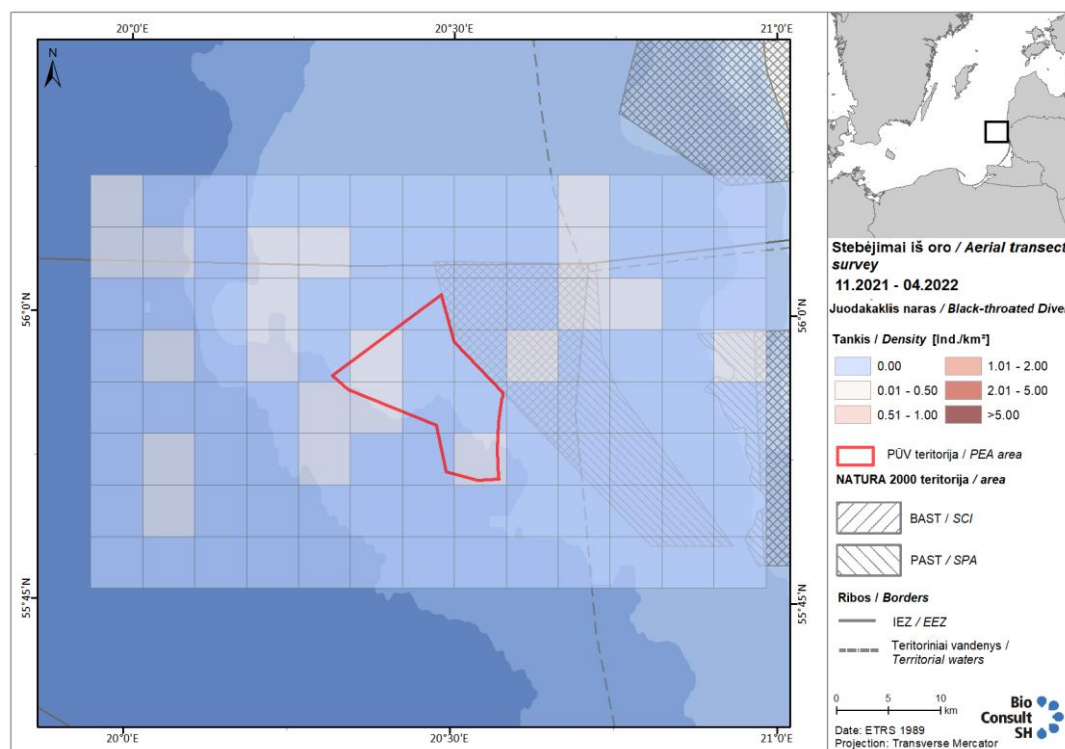 20°0'E 20°30'E 21°0'E
N
56°0'N 56°0'N
55°45'N 55°45'N
20°0'E 20°30'E 21°0'E
Stebėjimai iš oro / Aerial transect
survey
11.2021 - 04.2022
Juodakaklis naras / Black-throated Diver
Tankis / Density [Ind./km²]
0.00 1.01 - 2.00
0.01 - 0.50 2.01 - 5.00
0.51 - 1.00 >5.00
PŪV teritorija / PEA area
NATURA 2000 teritorija / area
BAST / SCI
PAST / SPA
Ribos / Borders
IEZ / EEZ
Teritoriniai vandenys /
Territorial waters
0 5 10
km
Date: ETRS 1989
Projection: Transverse Mercator
Bio
Consult
SH